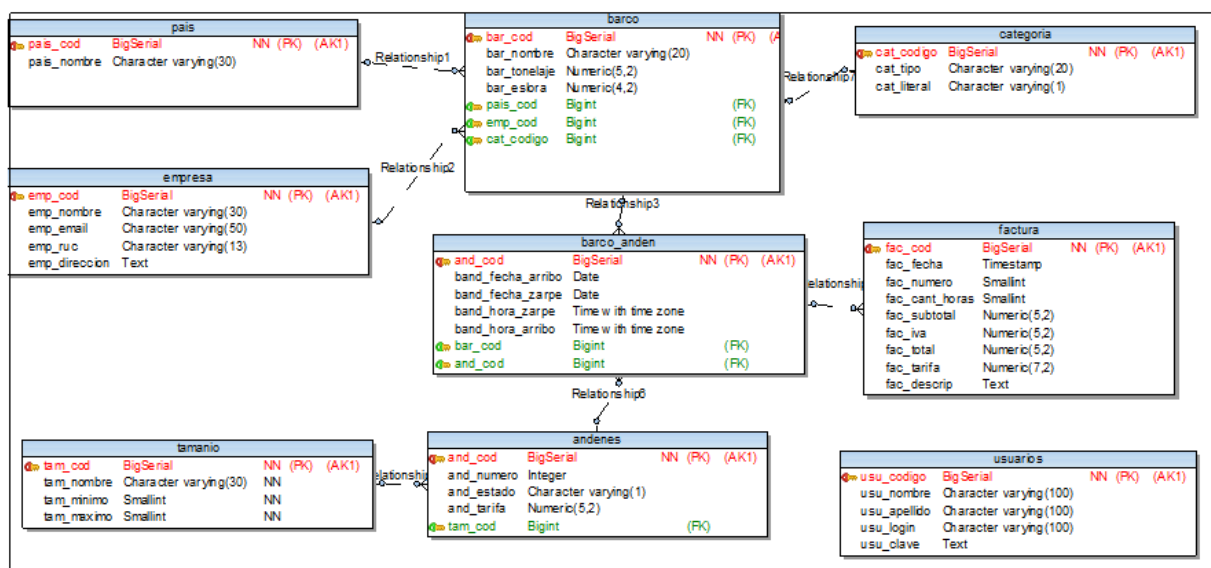 pais
pais_cod BigSerial NN (PK) (AK1)
pais_nombre Character varying(30)
Relationship1
barco
bar_cod BigSerial NN (PK) (A
bar_nombre Character varying(20)
bar_tonelaje Numeric(5,2)
bar_eslora Numeric(4,2)
pais_cod Bigint (FK)
emp_cod Bigint (FK)
cat_codigo Bigint (FK)
Relationship7
categoria
cat_codigo BigSerial NN (PK) (AK1)
cat_tipo Character varying(20)
cat_literal Character varying(1)
Relationship2
empresa
emp_cod BigSerial NN (PK) (AK1)
emp_nombre Character varying(30)
emp_email Character varying(50)
emp_ruc Character varying(13)
emp_direccion Text
Relationship3
barco_anden
and_cod BigSerial NN (PK) (AK1)
band_fecha_arribo Date
band_fecha_zarpe Date
band_hora_zarpe Time with time zone
band_hora_arribo Time with time zone
bar_cod Bigint (FK)
and_cod Bigint (FK)
elationship
factura
fac_cod BigSerial NN (PK) (AK1)
fac_fecha Timestamp
fac_numero Smallint
fac_cant_horas Smallint
fac_subtotal Numeric(5,2)
fac_iva Numeric(5,2)
fac_total Numeric(5,2)
fac_tarifa Numeric(7,2)
fac_descrip Text
Relationship6
tamanio
tam_cod BigSerial NN (PK) (AK1)
tam_nombre Character varying(30) NN
tam_minimo Smallint NN
tam_maximo Smallint NN
elationship
andenes
and_cod BigSerial NN (PK) (AK1)
and_numero Integer
and_estado Character varying(1)
and_tarifa Numeric(5,2)
tam_cod Bigint (FK)
usuarios
usu_codigo BigSerial NN (PK) (AK1)
usu_nombre Character varying(100)
usu_apellido Character varying(100)
usu_login Character varying(100)
usu_clave Text